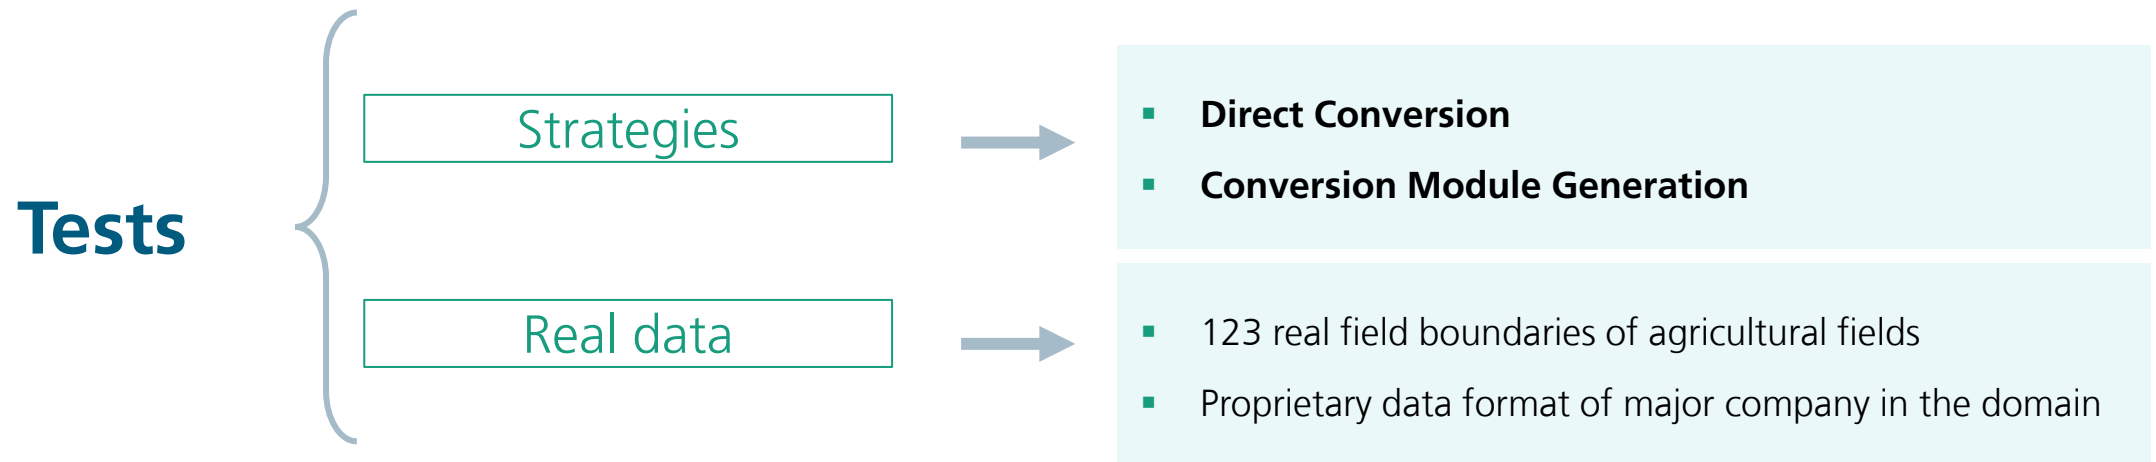 Tests
Strategies
Direct Conversion
Conversion Module Generation
Real data
123 real field boundaries of agricultural fields
Proprietary data format of major company in the domain